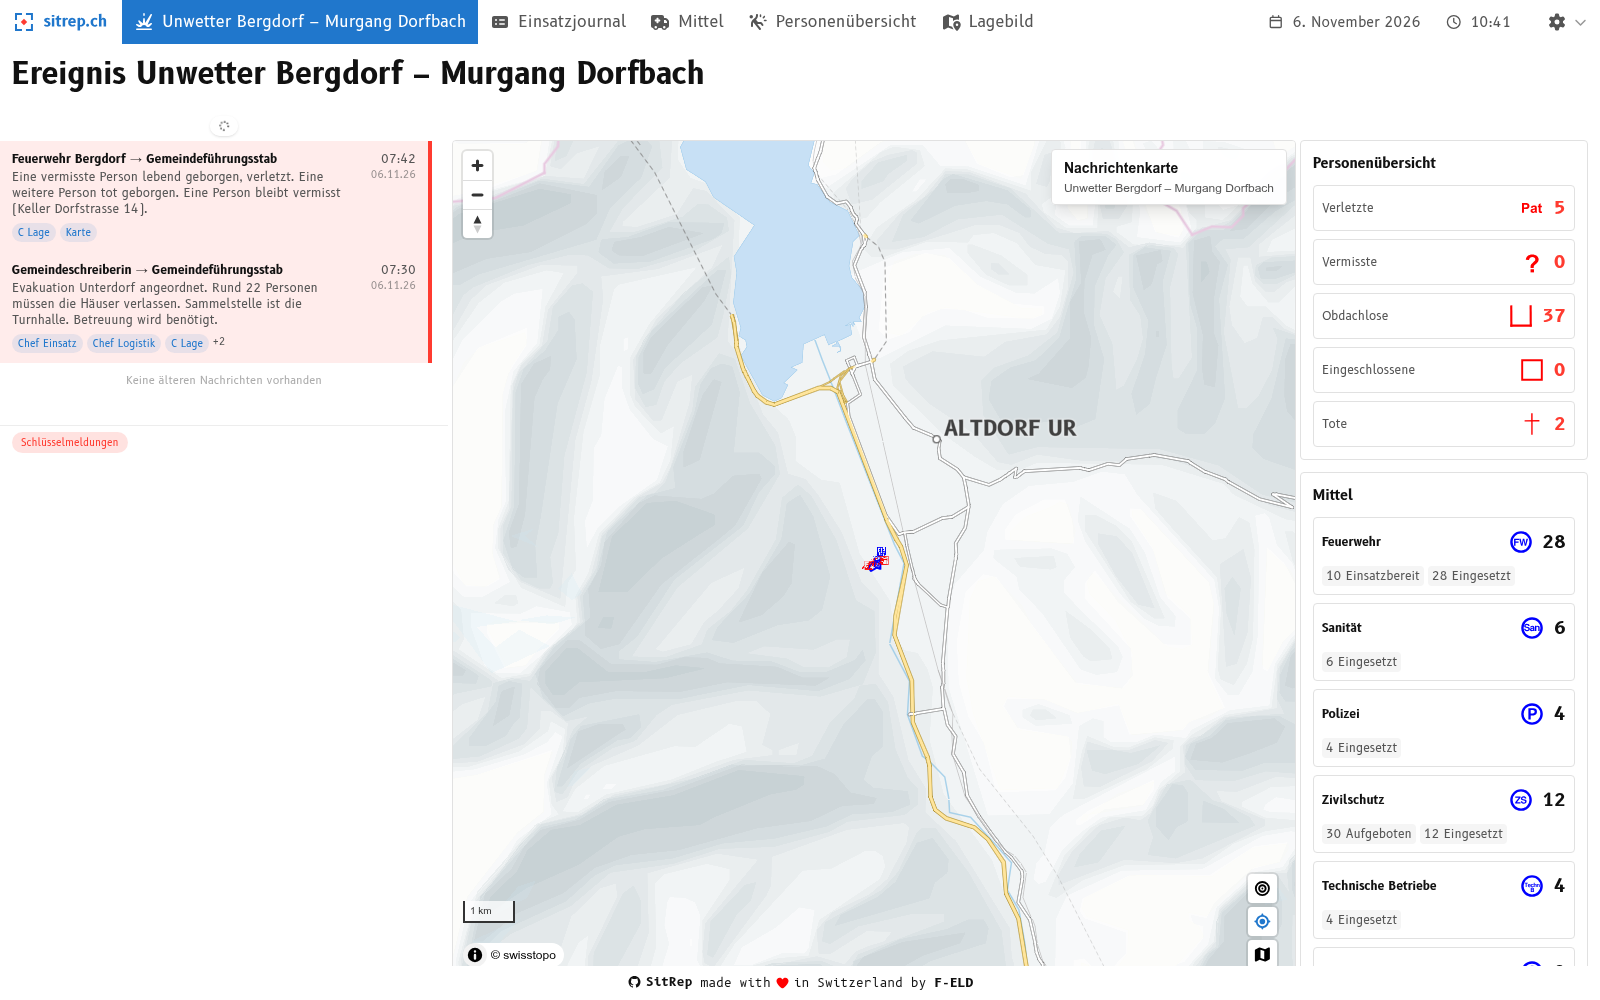 sitrep.ch
Unwetter Bergdorf – Murgang Dorfbach
Einsatzjournal
Mittel
Personenübersicht
Lagebild
6. November 2026
10:41
Ereignis Unwetter Bergdorf – Murgang Dorfbach
Feuerwehr Bergdorf → Gemeindeführungsstab
07:42
Eine vermisste Person lebend geborgen, verletzt. Eine
06.11.26
weitere Person tot geborgen. Eine Person bleibt vermisst
(Keller Dorfstrasse 14).
C Lage
Karte
Gemeindeschreiberin → Gemeindeführungsstab
07:30
Evakuation Unterdorf angeordnet. Rund 22 Personen
06.11.26
müssen die Häuser verlassen. Sammelstelle ist die
Turnhalle. Betreuung wird benötigt.
Chef Einsatz
Chef Logistik
C Lage
+2
Keine älteren Nachrichten vorhanden
Schlüsselmeldungen
Nachrichtenkarte
Unwetter Bergdorf – Murgang Dorfbach
ALTDORF UR
1 km
© swisstopo
Personenübersicht
Verletzte
Pat 5
Vermisste
? 0
Obdachlose
37
Eingeschlossene
0
Tote
2
Mittel
Feuerwehr
FW 28
10 Einsatzbereit
28 Eingesetzt
Sanität
San 6
6 Eingesetzt
Polizei
P 4
4 Eingesetzt
Zivilschutz
ZS 12
30 Aufgeboten
12 Eingesetzt
Technische Betriebe
4
4 Eingesetzt
SitRep made with ❤ in Switzerland by F-ELD